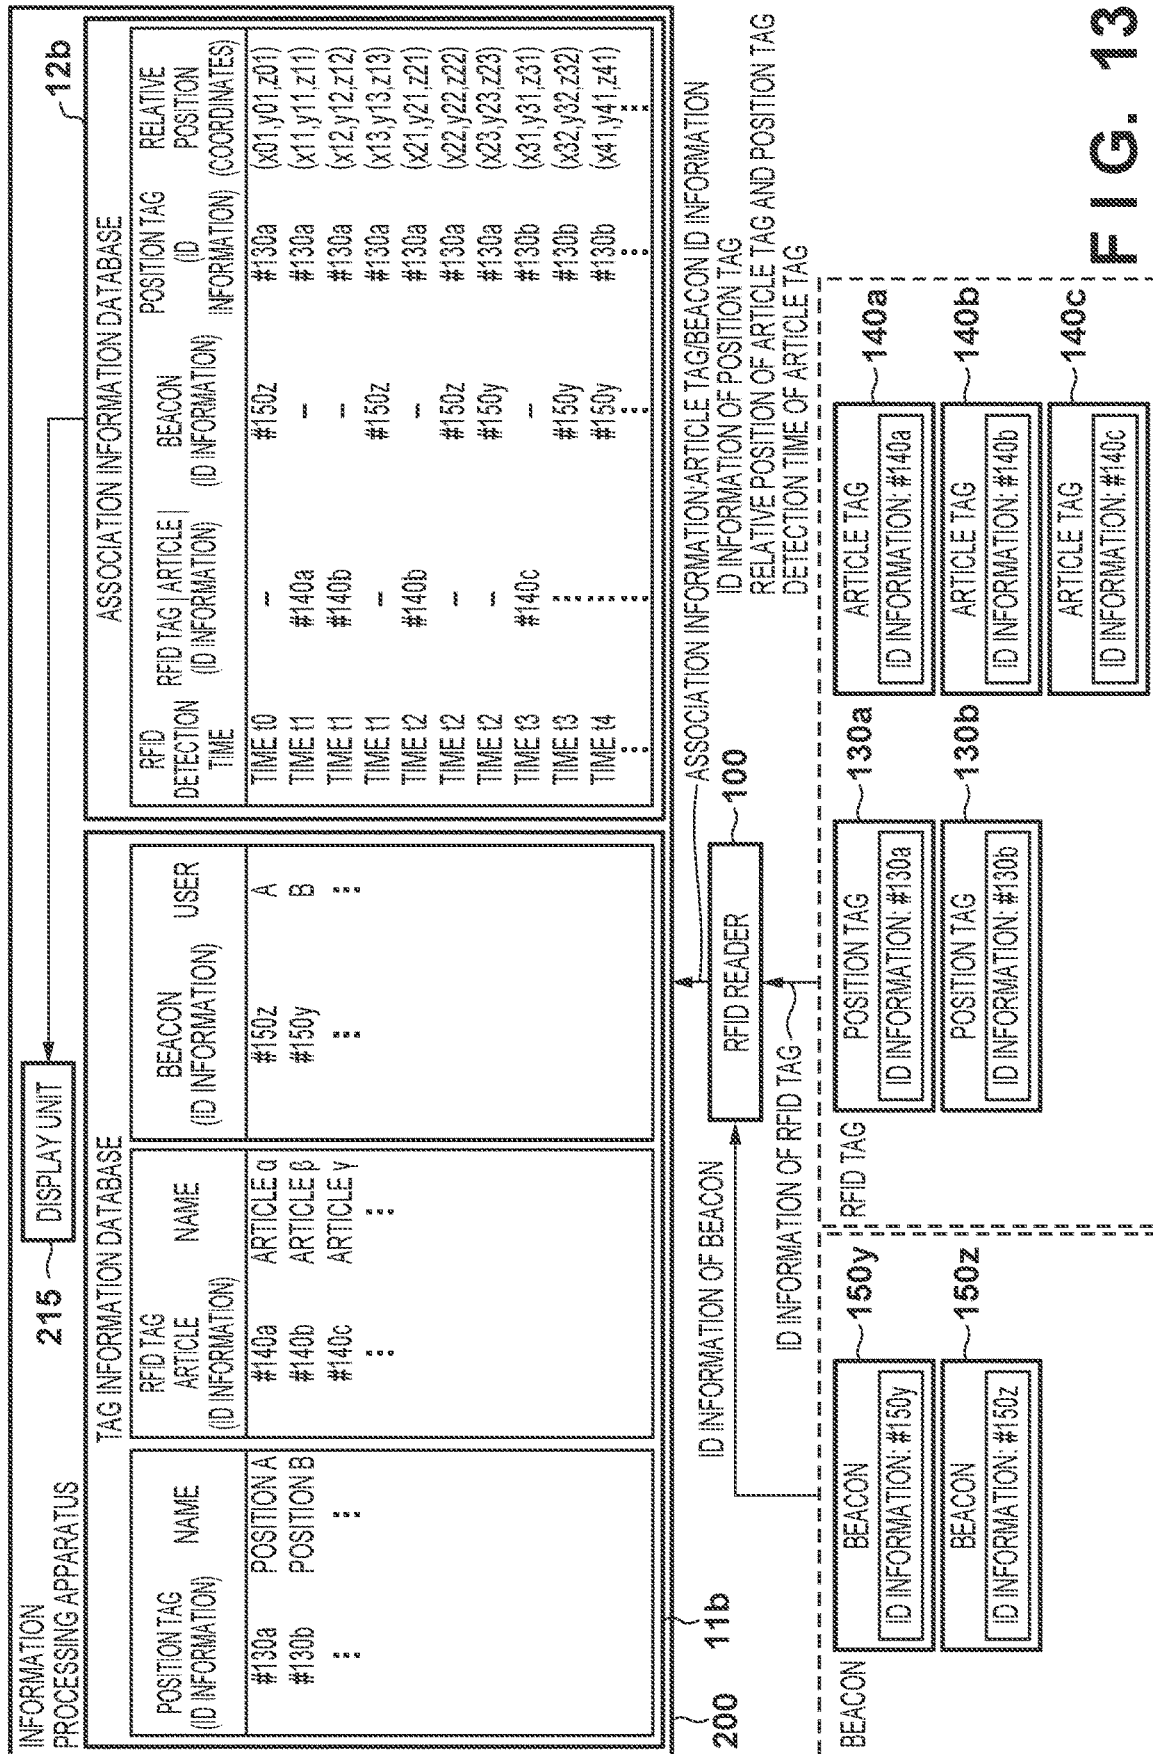 INFORMATION
PROCESSING APPARATUS
215
DISPLAY UNIT
12b
TAG INFORMATION DATABASE
POSITION TAG
(ID INFORMATION) NAME
#130a POSITION A
#130b POSITION B
⋮ ⋮
RFID TAG
ARTICLE
(ID INFORMATION) NAME
#140a ARTICLE α
#140b ARTICLE β
#140c ARTICLE γ
⋮ ⋮
BEACON
(ID INFORMATION) USER
#150z A
#150y B
⋮ ⋮
ASSOCIATION INFORMATION DATABASE
RFID
DETECTION
TIME
RFID TAG | ARTICLE |
(ID INFORMATION)
BEACON
(ID INFORMATION)
POSITION TAG
(ID
INFORMATION)
RELATIVE
POSITION
(COORDINATES)
TIME t0 - #150z #130a (x01,y01,z01)
TIME t1 #140a - #130a (x11,y11,z11)
TIME t1 #140b - #130a (x12,y12,z12)
TIME t1 - #150z #130a (x13,y13,z13)
TIME t2 #140b - #130a (x21,y21,z21)
TIME t2 - #150z #130a (x22,y22,z22)
TIME t2 - #150y #130a (x23,y23,z23)
TIME t3 #140c - #130b (x31,y31,z31)
TIME t3 ⋮ #150y #130b (x32,y32,z32)
TIME t4 ⋮ #150y #130b (x41,y41,z41)
⋮ ⋮ ⋮ ⋮ ⋮
200
11b
ASSOCIATION INFORMATION:ARTICLE TAG/BEACON ID INFORMATION
ID INFORMATION OF POSITION TAG
RELATIVE POSITION OF ARTICLE TAG AND POSITION TAG
DETECTION TIME OF ARTICLE TAG
RFID READER
100
ID INFORMATION OF BEACON
ID INFORMATION OF RFID TAG
BEACON
BEACON
ID INFORMATION: #150y
150y
BEACON
ID INFORMATION: #150z
150z
RFID TAG
POSITION TAG
ID INFORMATION: #130a
130a
POSITION TAG
ID INFORMATION: #130b
130b
ARTICLE TAG
ID INFORMATION: #140a
140a
ARTICLE TAG
ID INFORMATION: #140b
140b
ARTICLE TAG
ID INFORMATION: #140c
140c
FIG. 13